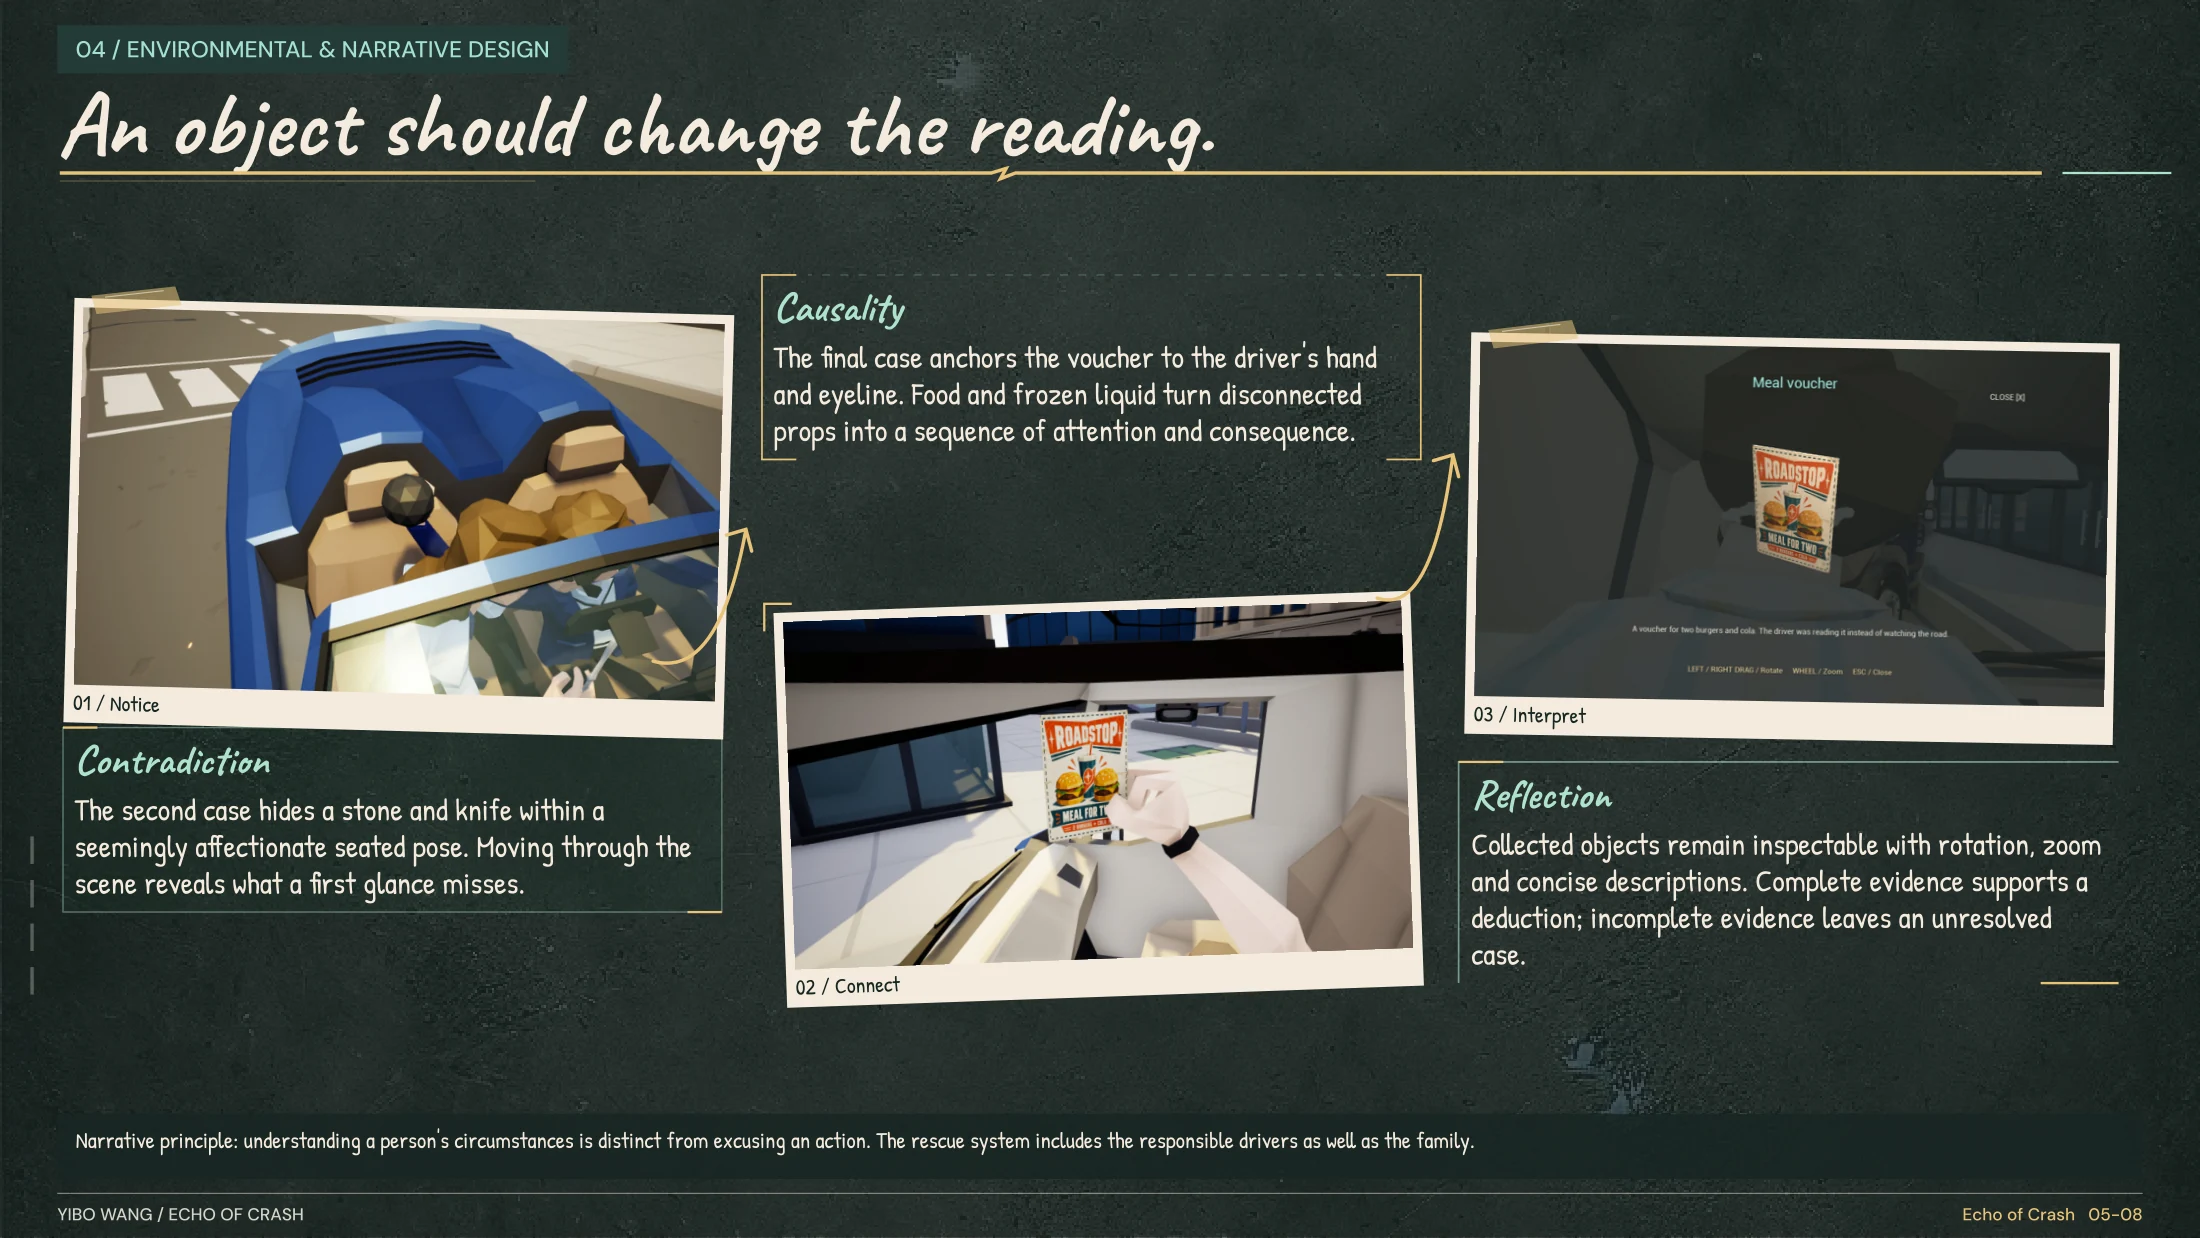 04 / ENVIRONMENTAL & NARRATIVE DESIGN
An object should change the reading.
01 / Notice
Contradiction
The second case hides a stone and knife within a
seemingly affectionate seated pose. Moving through the
scene reveals what a first glance misses.
Causality
The final case anchors the voucher to the driver's hand
and eyeline. Food and frozen liquid turn disconnected
props into a sequence of attention and consequence.
ROADSTOP
MEAL FOR
02 / Connect
Meal voucher
CLOSE [X]
ROADSTOP
MEAL FOR TWO
A voucher for two burgers and cola. The driver was reading it instead of watching the road.
LEFT / RIGHT DRAG / Rotate WHEEL / Zoom ESC / Close
03 / Interpret
Reflection
Collected objects remain inspectable with rotation, zoom
and concise descriptions. Complete evidence supports a
deduction; incomplete evidence leaves an unresolved
case.
Narrative principle: understanding a person's circumstances is distinct from excusing an action. The rescue system includes the responsible drivers as well as the family.
YIBO WANG / ECHO OF CRASH
Echo of Crash 05-08